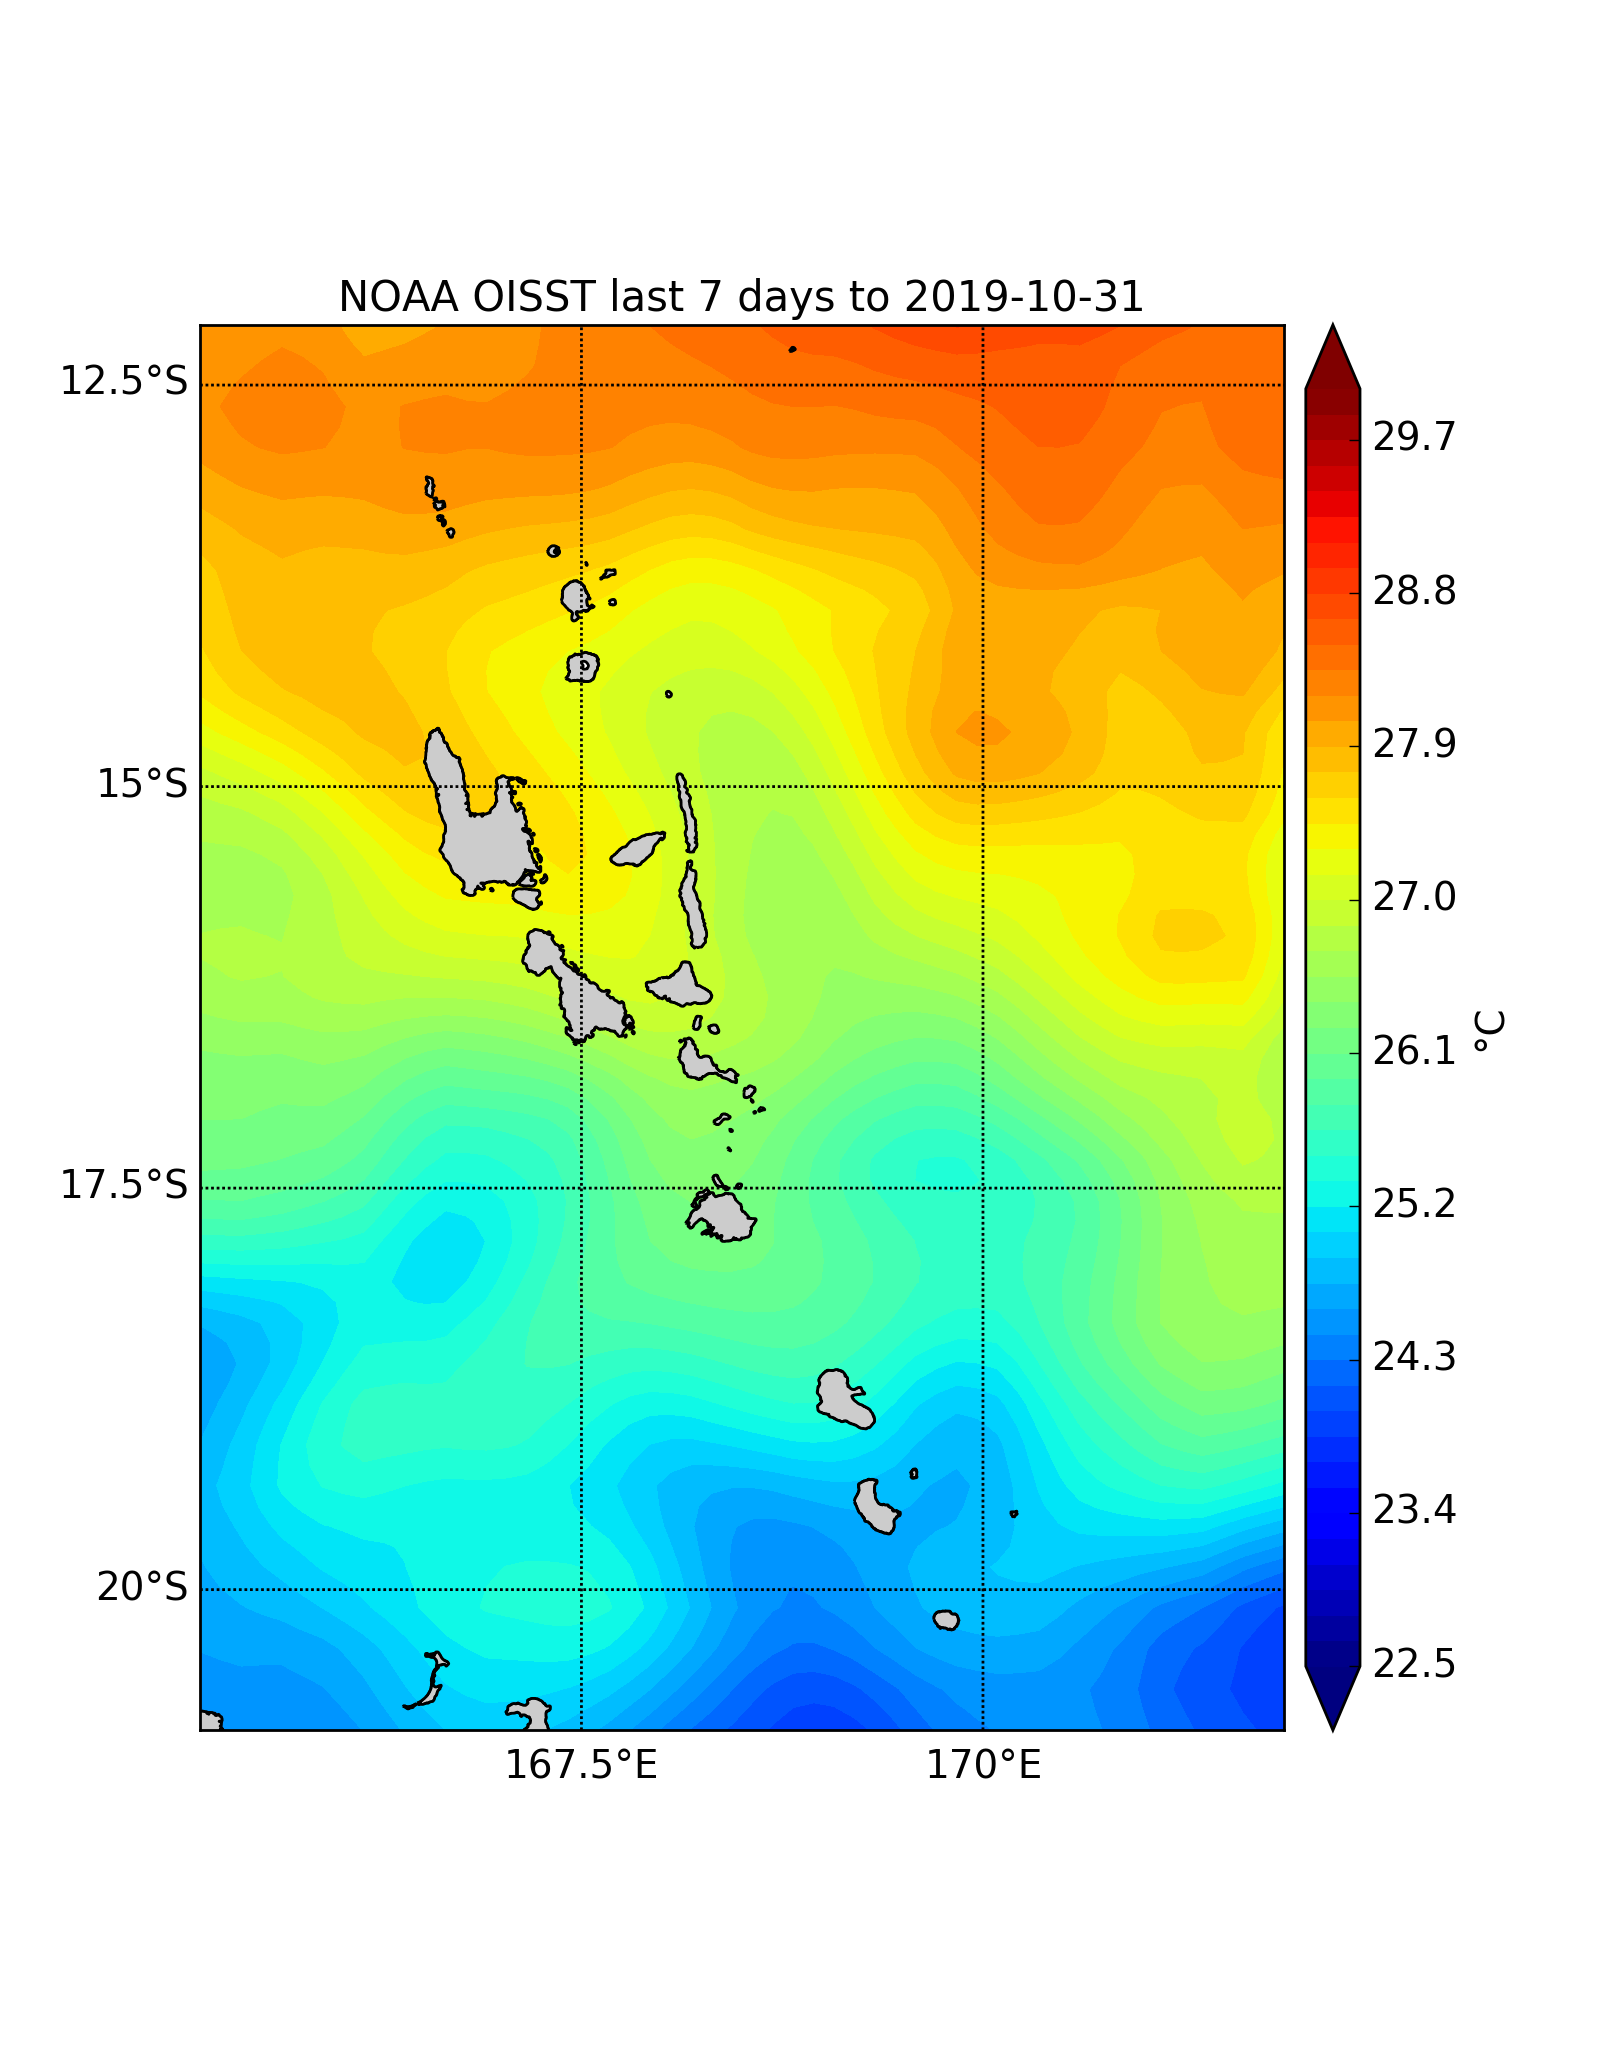 NOAA OISST last 7 days to 2019-10-31
12.5°S
15°S
17.5°S
20°S
167.5°E
170°E
29.7
28.8
27.9
27.0
26.1
25.2
24.3
23.4
22.5
°C